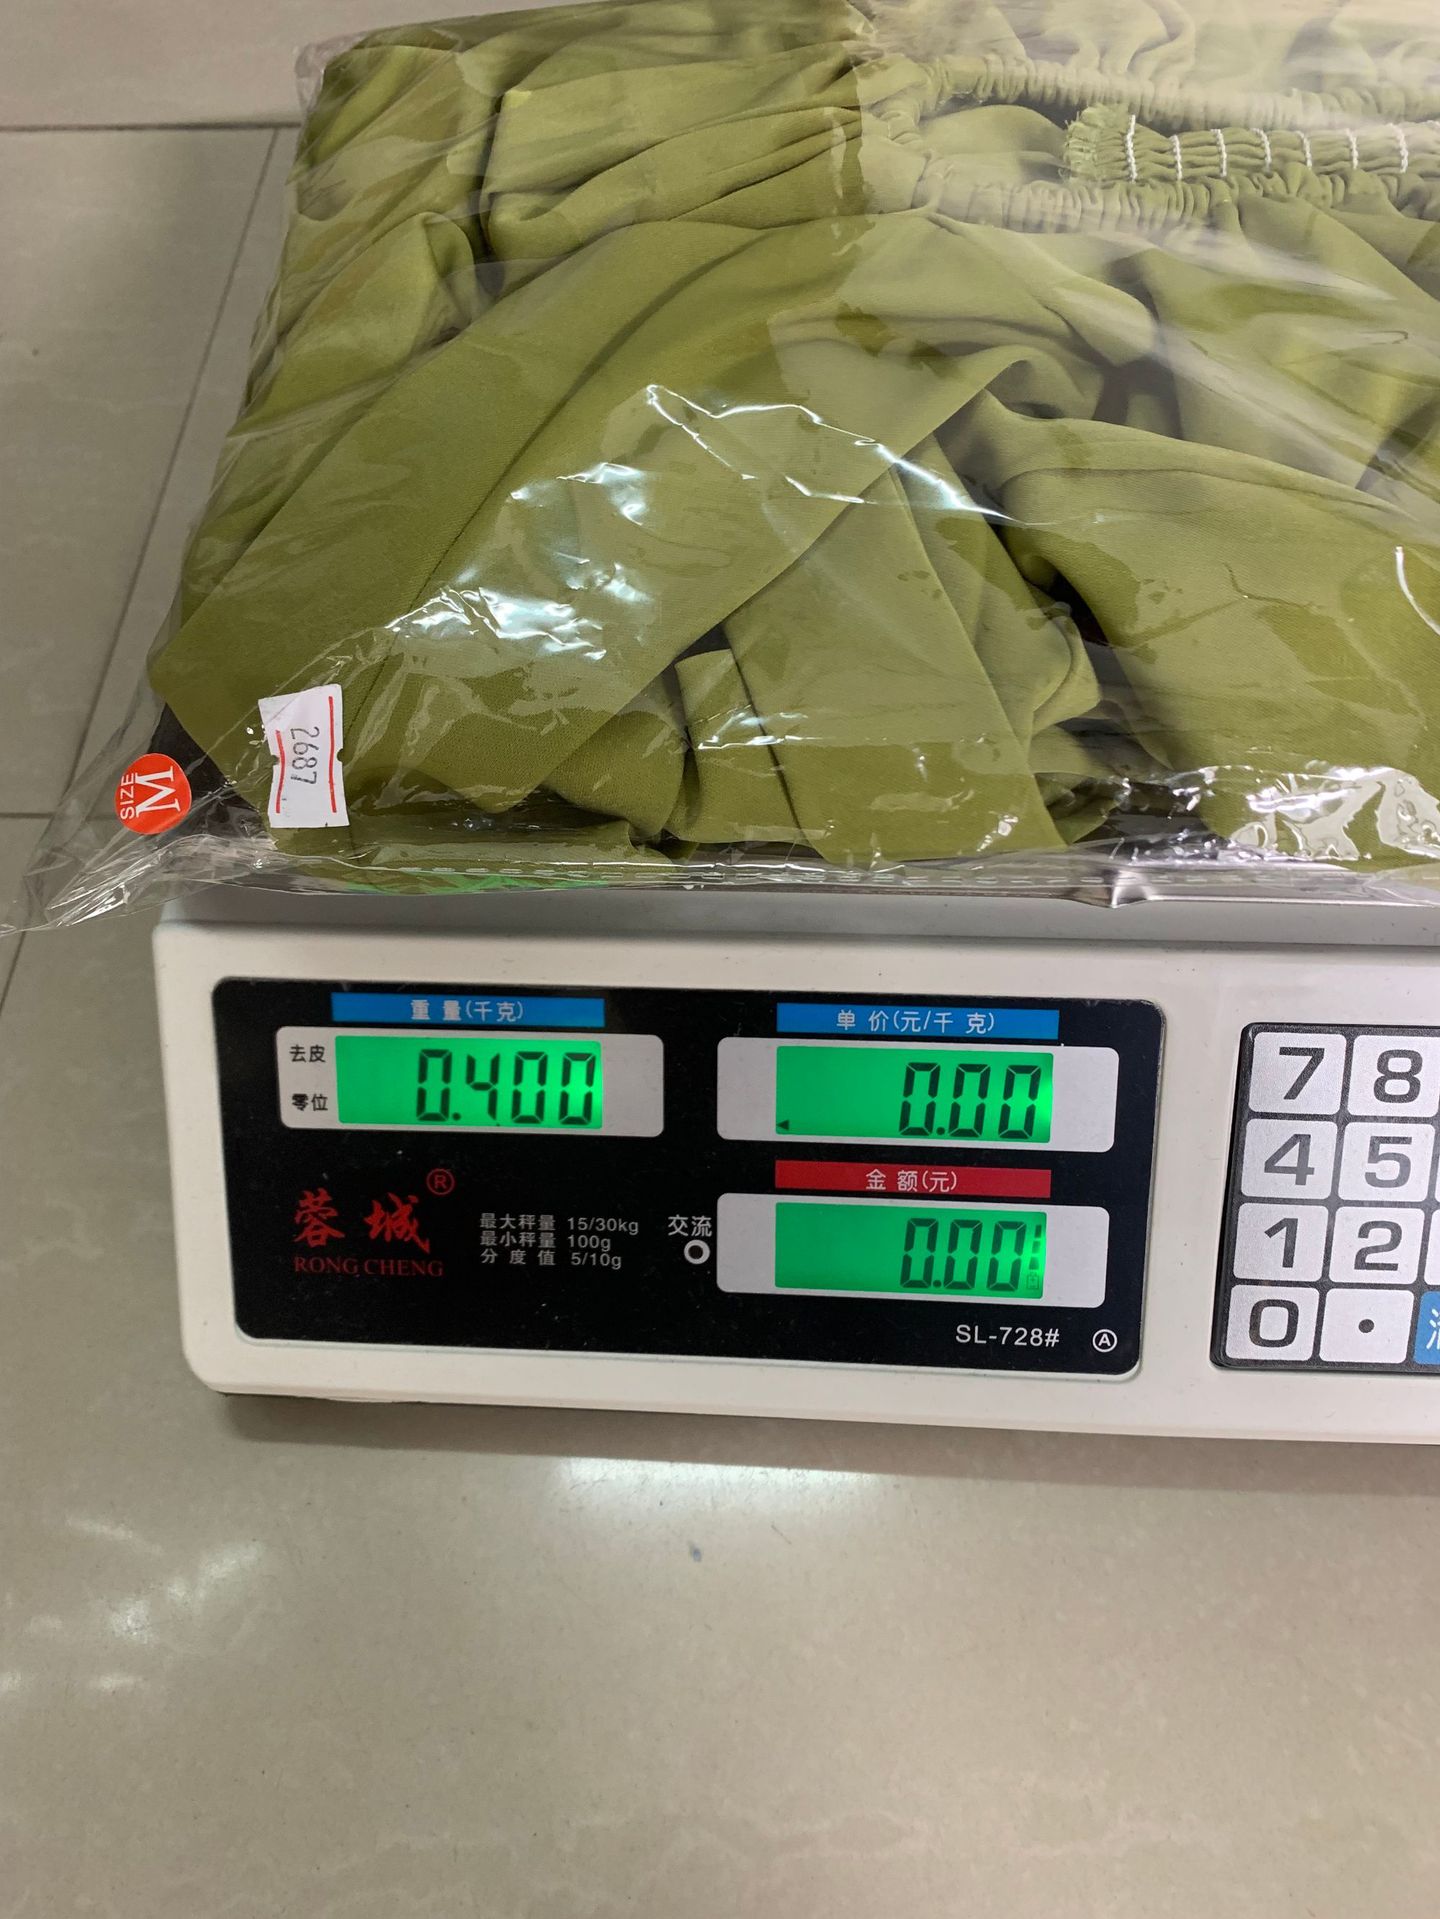 2687
SIZE
M
重量(千克)
单价(元/千克)
去皮
零位
0.400
0.00
金额(元)
0.00
蓉城®
RONG CHENG
最大秤量 15/30kg
最小秤量 100g
分度值 5/10g
交流
SL-728#
A
7 8
4 5
1 2
0 •